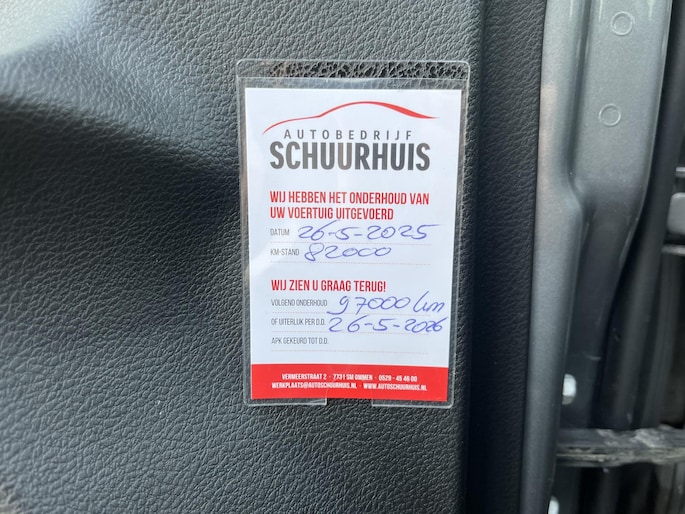 AUTOBEDRIJF
SCHUURHUIS
WIJ HEBBEN HET ONDERHOUD VAN
UW VOERTUIG UITGEVOERD
DATUM 26-5-2025
KM-STAND 82000
WIJ ZIEN U GRAAG TERUG!
VOLGEND ONDERHOUD: 97000 km
OF UITERLIJK PER D.D. 26-5-2026
APK GEKEURD TOT D.D.
VERMEERSTRAAT 2 - 7731 SM OMMEN - 0529 - 45 46 00
WERKPLAATS@AUTOSCHUURHUIS.NL - WWW.AUTOSCHUURHUIS.NL